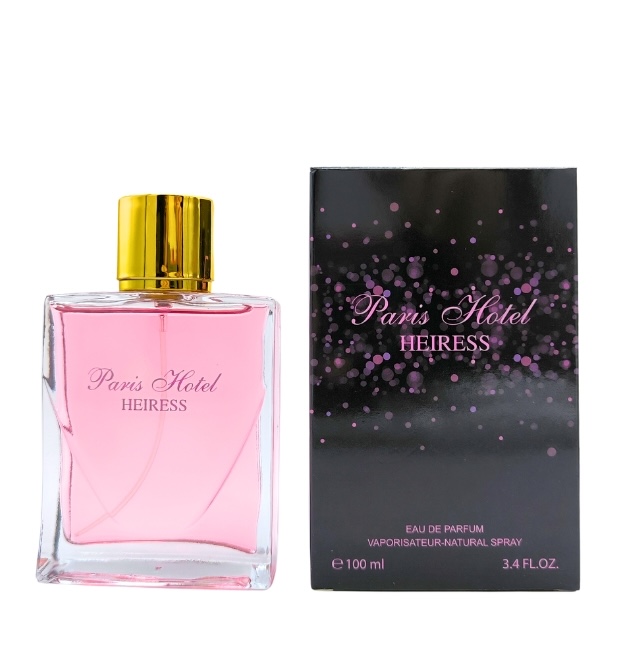 Paris Hotel
HEIRESS
Paris Hotel
HEIRESS
EAU DE PARFUM
VAPORISATEUR-NATURAL SPRAY
℮100 ml 3.4 FL.OZ.